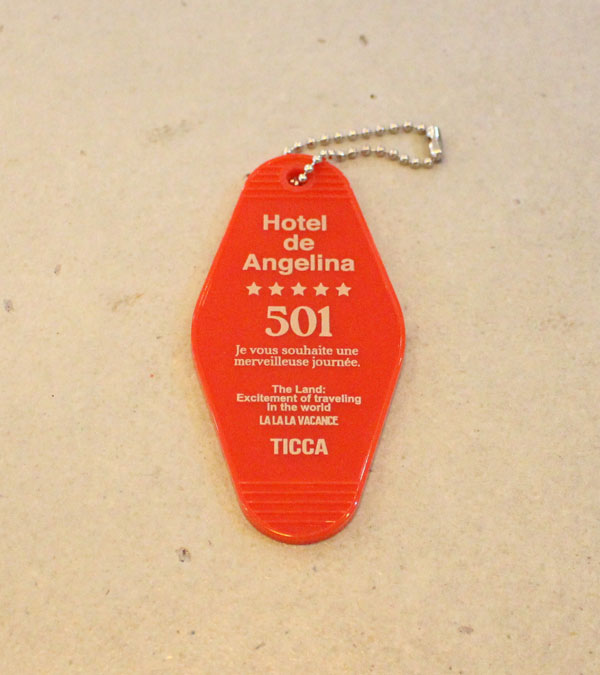 Hotel
de
Angelina
★★★★★
501
Je vous souhaite une
merveilleuse journée.
The Land:
Excitement of traveling
in the world
LA LA LA VACANCE
TICCA